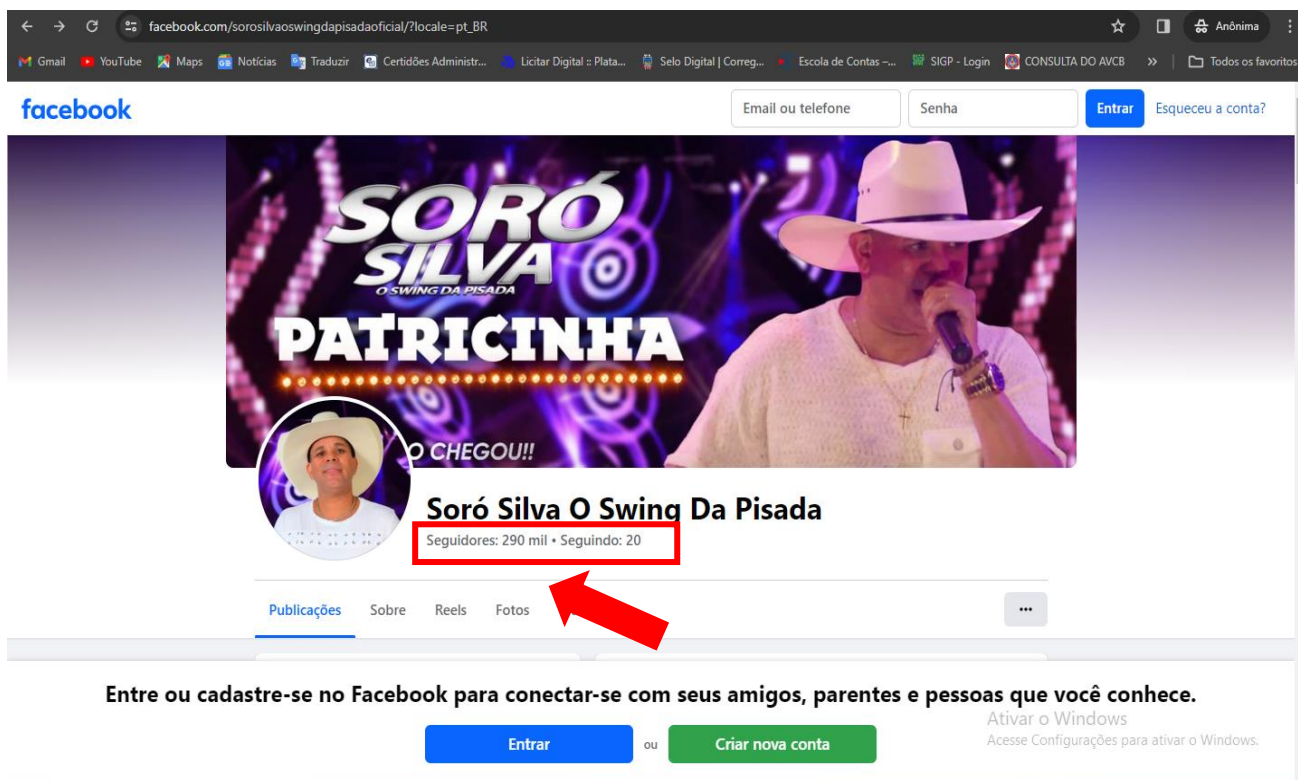 facebook.com/sorosilvaoswingdapisadaoficial/?locale=pt_BR
Anônima
Gmail YouTube Maps Notícias Traduzir Certidões Administr... Licitar Digital :: Plata... Selo Digital | Correg... Escola de Contas –... SIGP - Login CONSULTA DO AVCB » Todos os favoritos
facebook Email ou telefone Senha Entrar Esqueceu a conta?
SORÓ
SILVA
O SWING DA PISADA
PATRICINHA
O CHEGOU!!
Soró Silva O Swing Da Pisada
Seguidores: 290 mil • Seguindo: 20
Publicações Sobre Reels Fotos ...
Entre ou cadastre-se no Facebook para conectar-se com seus amigos, parentes e pessoas que você conhece.
Entrar ou Criar nova conta
Ativar o Windows
Acesse Configurações para ativar o Windows.